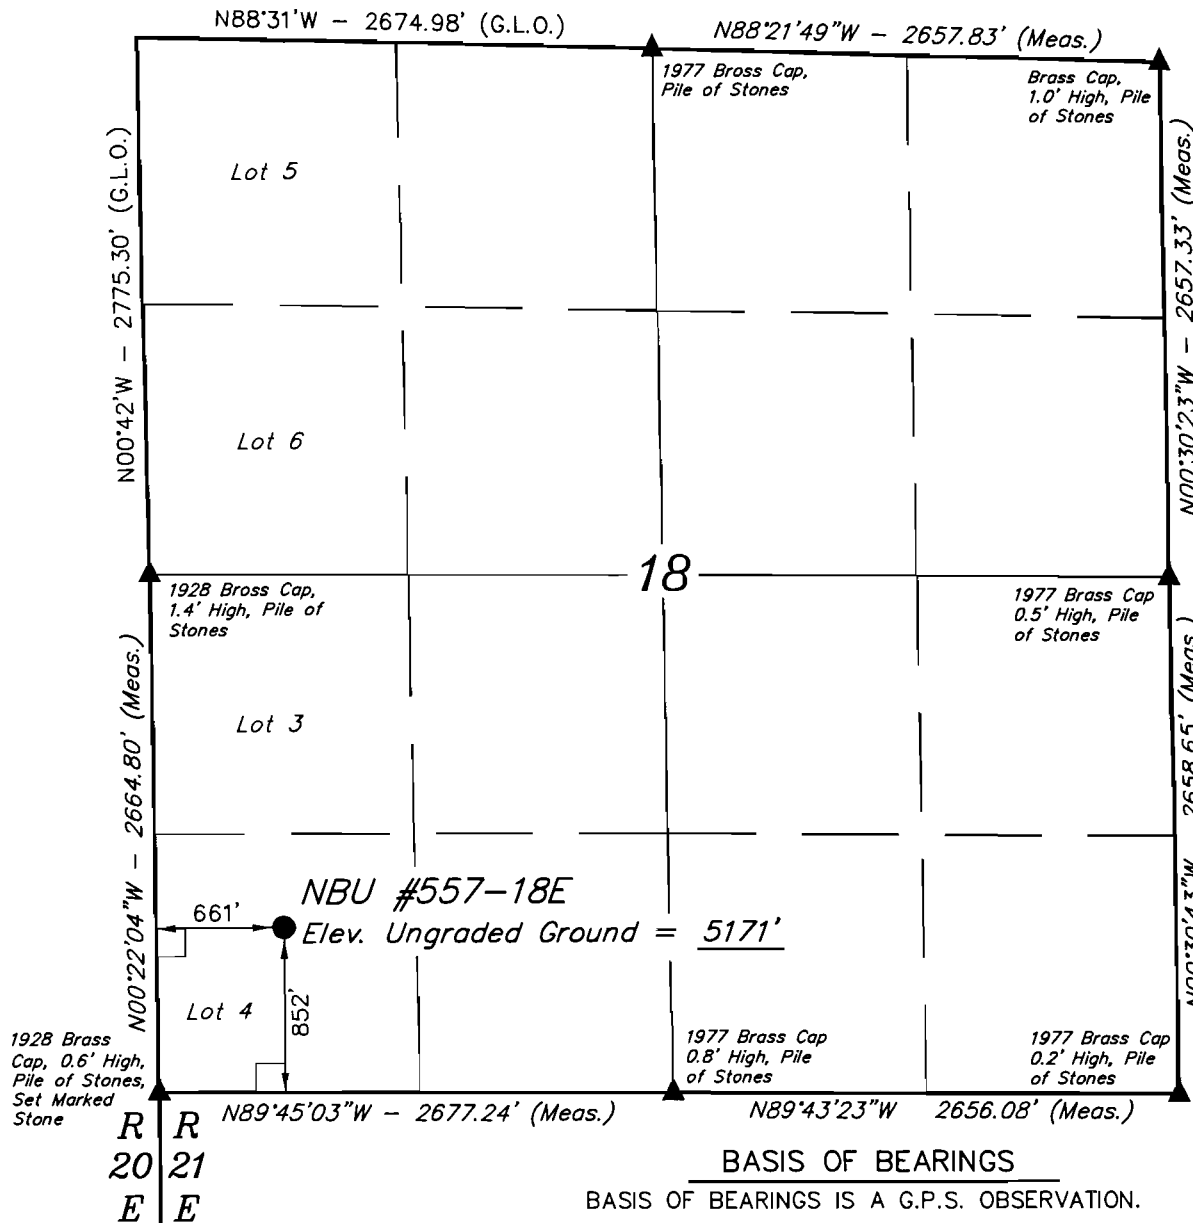 N88°31'W - 2674.98' (G.L.O.)
N88°21'49"W - 2657.83' (Meas.)
1977 Bross Cap,
Pile of Stones
Brass Cap,
1.0' High, Pile
of Stones
Lot 5
N00°42'W - 2775.30' (G.L.O.)
N00°30'23"W - 2657.33' (Meas.)
Lot 6
18
1928 Bross Cap,
1.4' High, Pile of
Stones
1977 Brass Cap
0.5' High, Pile
of Stones
Lot 3
N00°22'04"W - 2664.80' (Meas.)
N00°30'43"W 2658.65' (Meas.)
NBU #557-18E
661'
Elev. Ungraded Ground = 5171'
852'
Lot 4
1928 Brass
Cap, 0.6' High,
Pile of Stones,
Set Marked
Stone
1977 Brass Cap
0.8' High, Pile
of Stones
1977 Brass Cap
0.2' High, Pile
of Stones
N89°45'03"W - 2677.24' (Meas.)
N89°43'23"W 2656.08' (Meas.)
R R
20 21
E E
BASIS OF BEARINGS
BASIS OF BEARINGS IS A G.P.S. OBSERVATION.